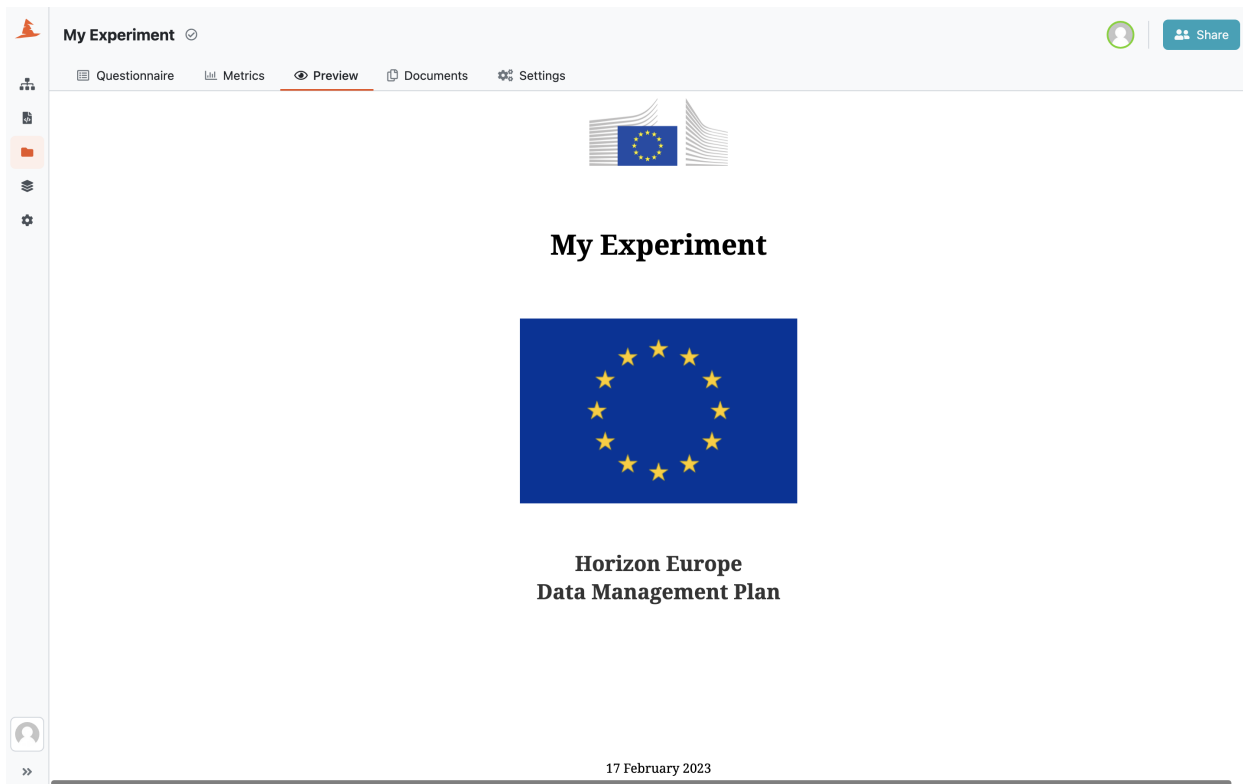 My Experiment
Share
Questionnaire
Metrics
Preview
Documents
Settings
My Experiment
Horizon Europe
Data Management Plan
17 February 2023